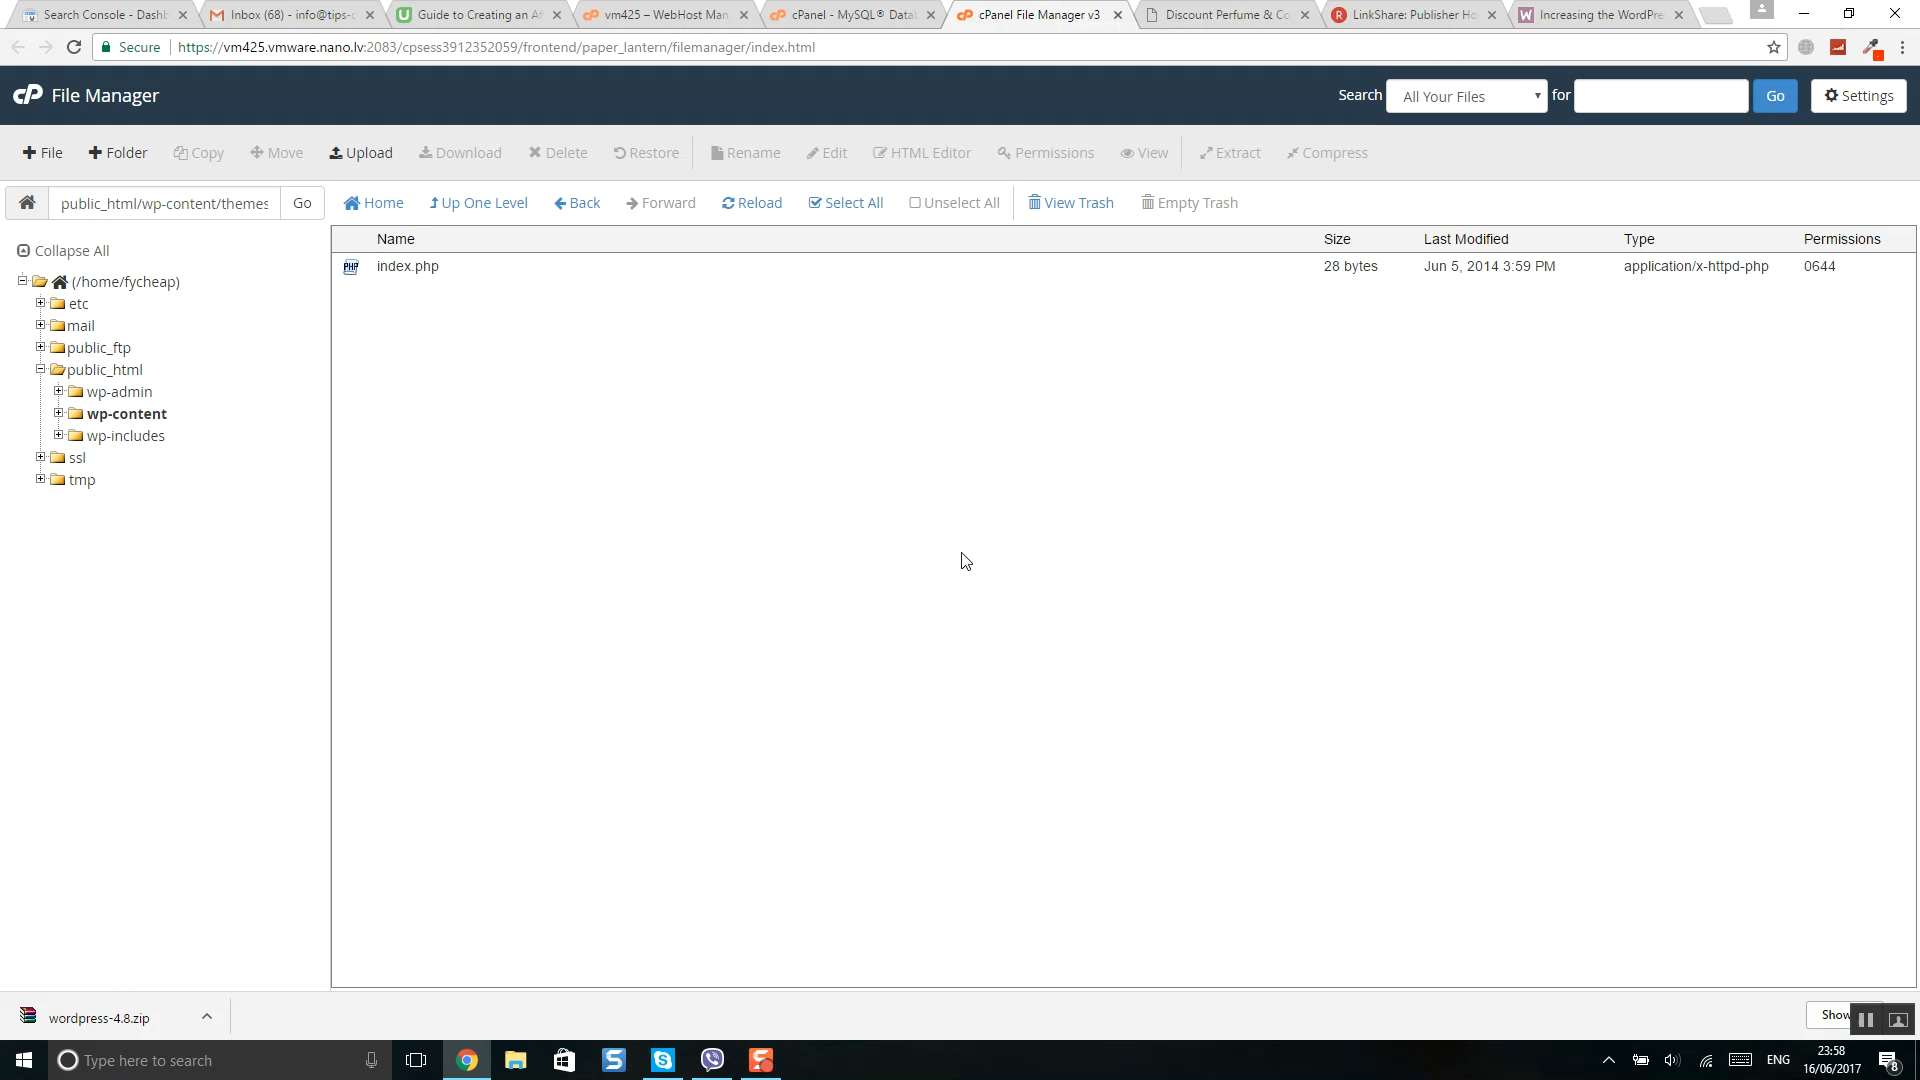 Search Console - Dashb
Inbox (68) - info@tips-c
Guide to Creating an Af
vm425 – WebHost Man
cPanel - MySQL® Datab
cPanel File Manager v3
Discount Perfume & Co
LinkShare: Publisher Ho
Increasing the WordPre
Secure
https://vm425.vmware.nano.lv:2083/cpsess3912352059/frontend/paper_lantern/filemanager/index.html
cP File Manager
Search All Your Files for Go Settings
File Folder Copy Move Upload Download Delete Restore Rename Edit HTML Editor Permissions View Extract Compress
public_html/wp-content/themes Go Home Up One Level Back Forward Reload Select All Unselect All View Trash Empty Trash
Collapse All
(/home/fycheap)
etc
mail
public_ftp
public_html
wp-admin
wp-content
wp-includes
ssl
tmp
Name Size Last Modified Type Permissions
PHP index.php 28 bytes Jun 5, 2014 3:59 PM application/x-httpd-php 0644
wordpress-4.8.zip
Show
Type here to search
ENG
23:58
16/06/2017
8